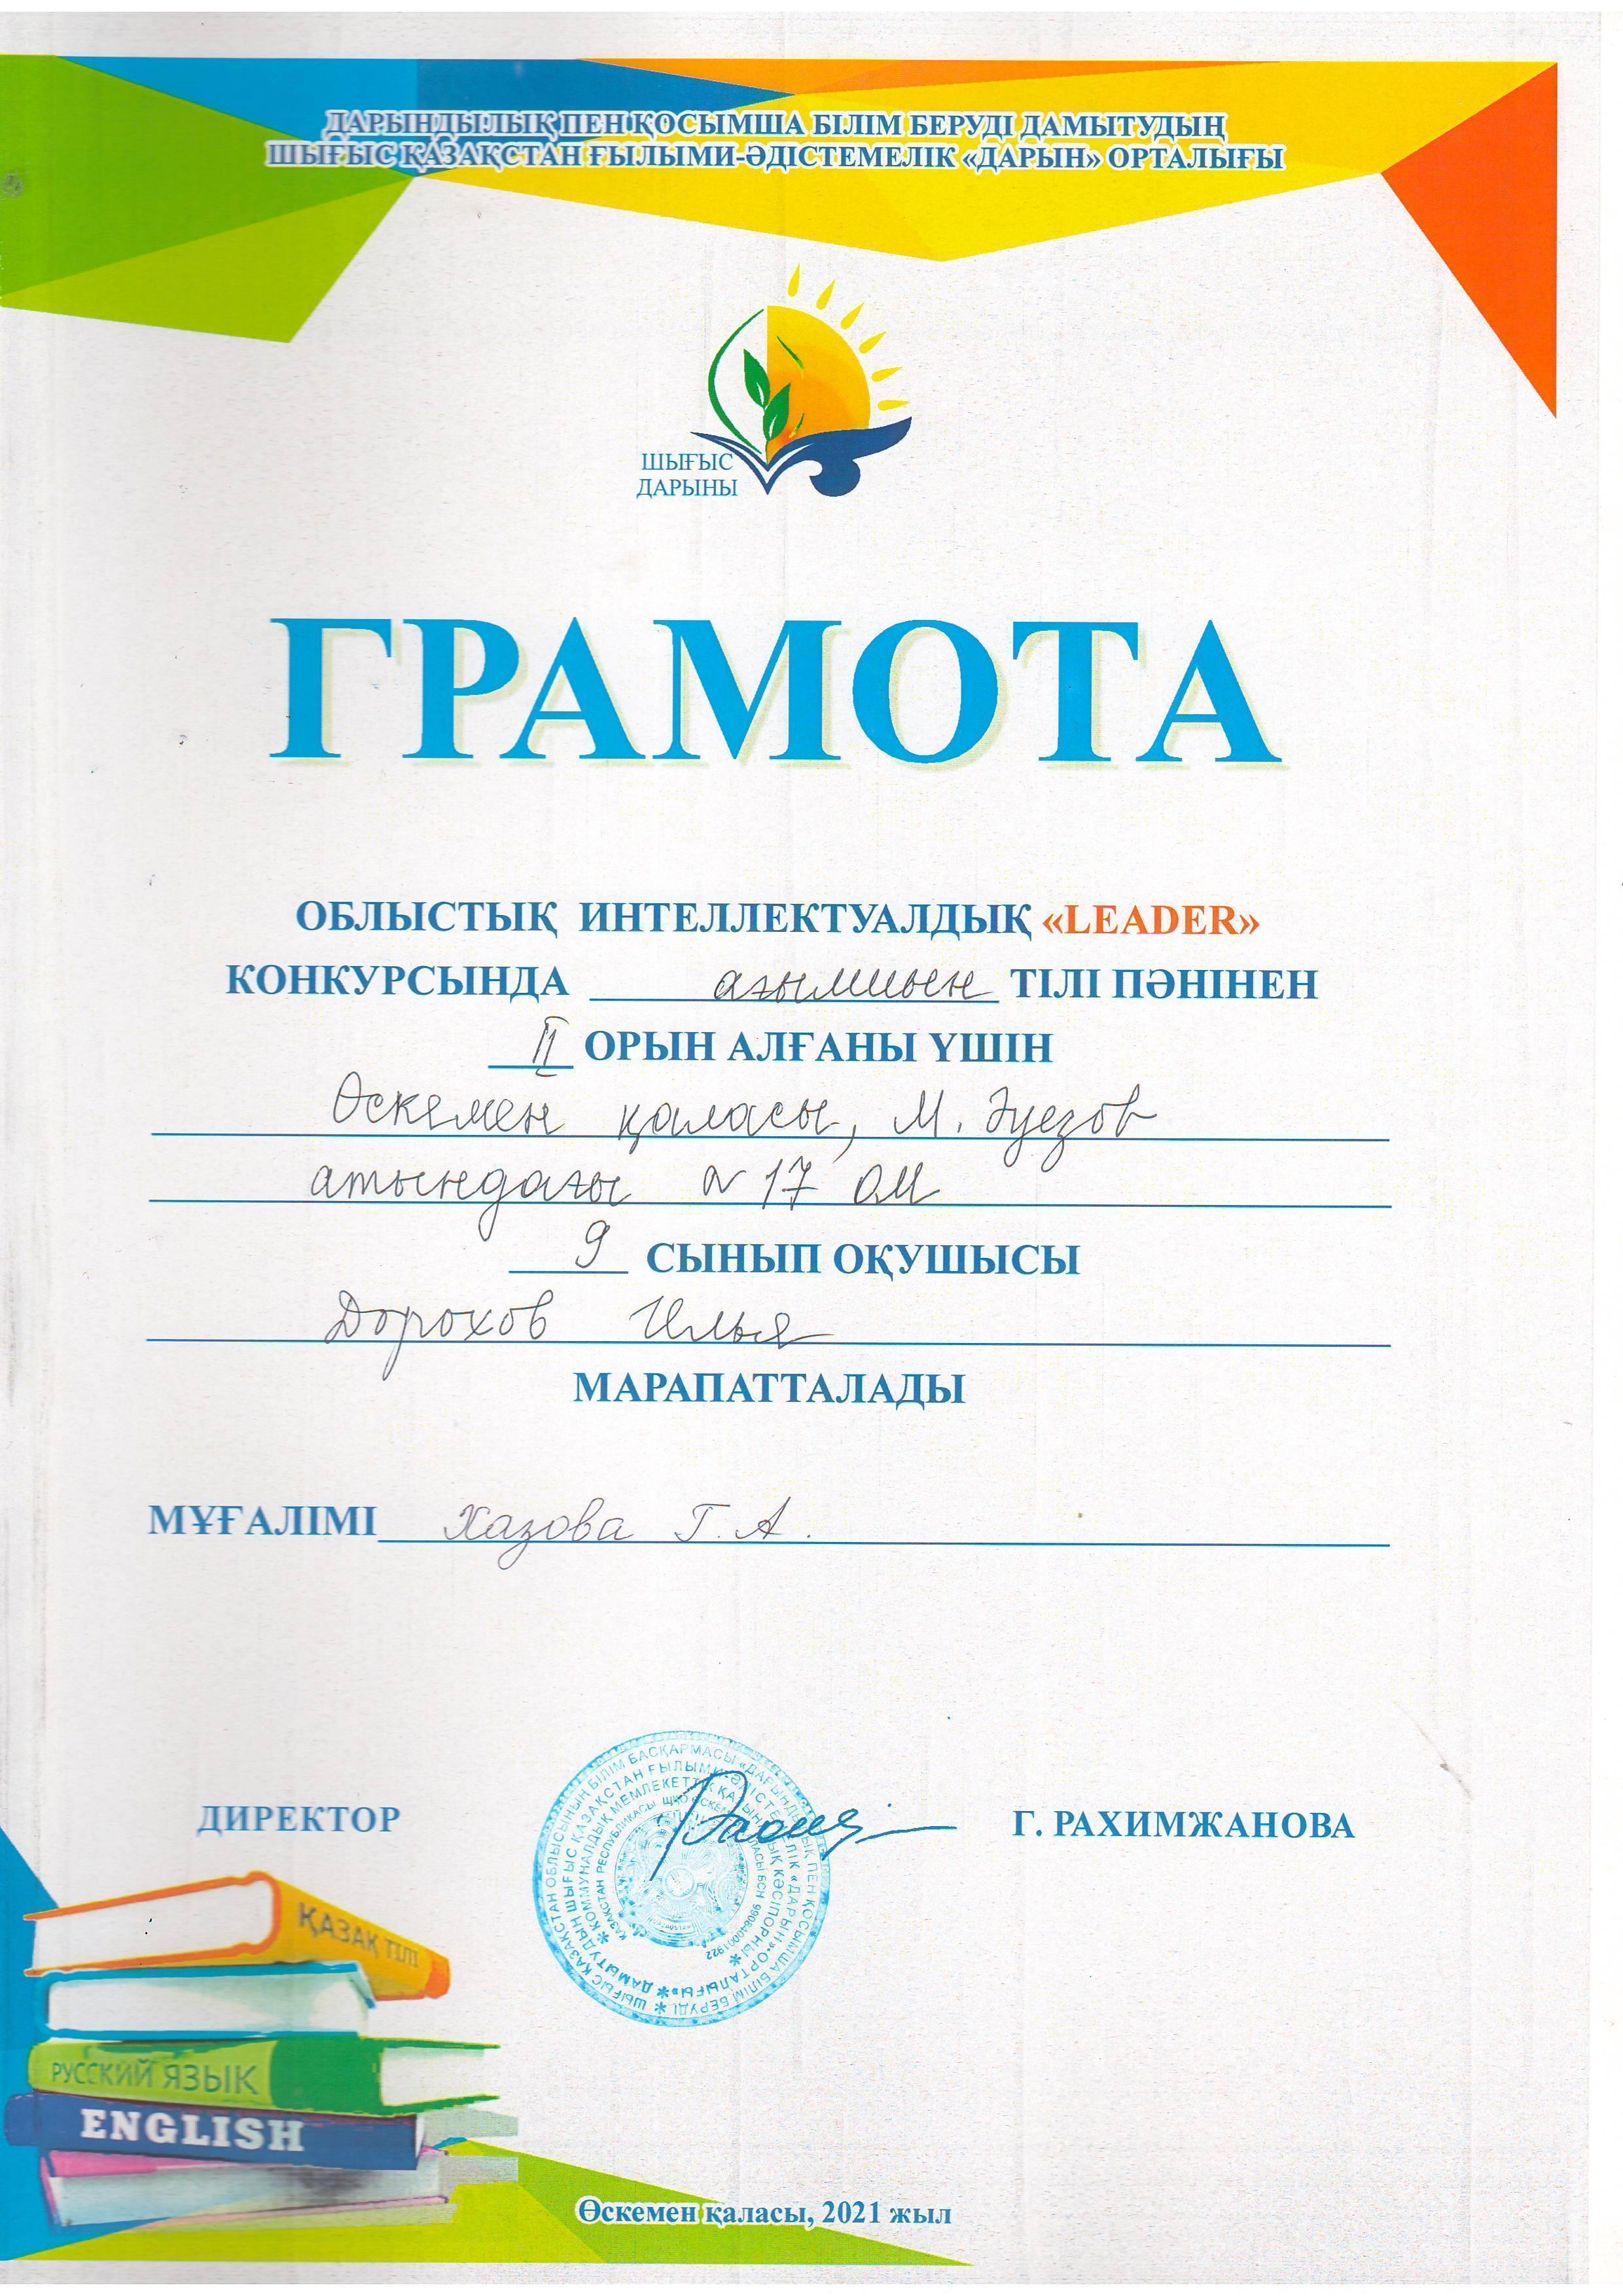 ДАРЫНДЫЛЫҚ ПЕН ҚОСЫМША БІЛІМ БЕРУДІ ДАМЫТУДЫҢ
ШЫҒЫС ҚАЗАҚСТАН ҒЫЛЫМИ-ӘДІСТЕМЕЛІК «ДАРЫН» ОРТАЛЫҒЫ
ШЫҒЫС
ДАРЫНЫ
ГРАМОТА
ОБЛЫСТЫҚ ИНТЕЛЛЕКТУАЛДЫҚ «LEADER»
КОНКУРСЫНДА ағылшын ТІЛІ ПӘНІНЕН
II ОРЫН АЛҒАНЫ ҮШІН
Өскемен қаласы, М. Әуезов
атындағы №17 ОМ
9 СЫНЫП ОҚУШЫСЫ
Дорохов Илья
МАРАПАТТАЛАДЫ
МҰҒАЛІМІ Хазова Г. А.
ДИРЕКТОР Г. РАХИМЖАНОВА
ҚАЗАҚ ТІЛІ
РУССКИЙ ЯЗЫК
ENGLISH
Өскемен қаласы, 2021 жыл